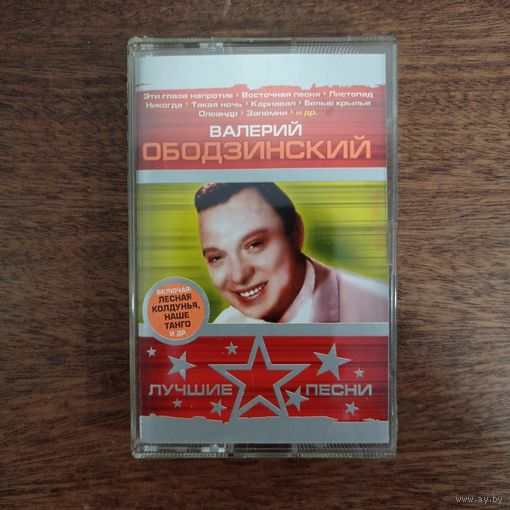 Эти глаза напротив › Восточная песня › Листопад
Никогда › Такая ночь › Карнавал › Белые крылья
Олеандр › Запомни › и др.
ВАЛЕРИЙ
ОБОДЗИНСКИЙ
ВКЛЮЧАЯ:
ЛЕСНАЯ
КОЛДУНЬЯ,
НАШЕ
ТАНГО
И ДР.
ЛУЧШИЕ ПЕСНИ
www.ay.by